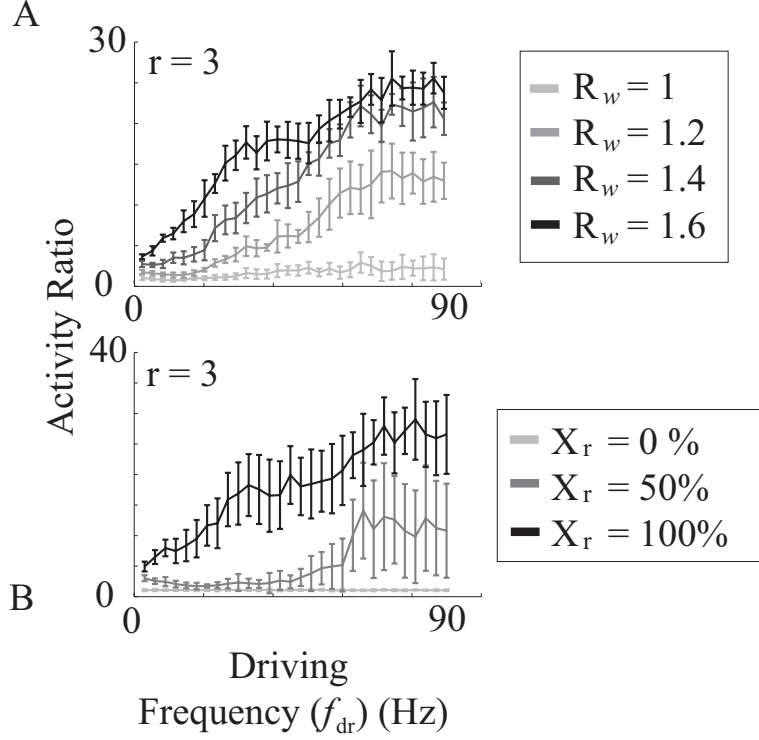 A
30
r = 3
0
0
90
R_w = 1
R_w = 1.2
R_w = 1.4
R_w = 1.6
Activity Ratio
40
r = 3
B
0
0
90
X_r = 0 %
X_r = 50%
X_r = 100%
Driving
Frequency (f_dr) (Hz)